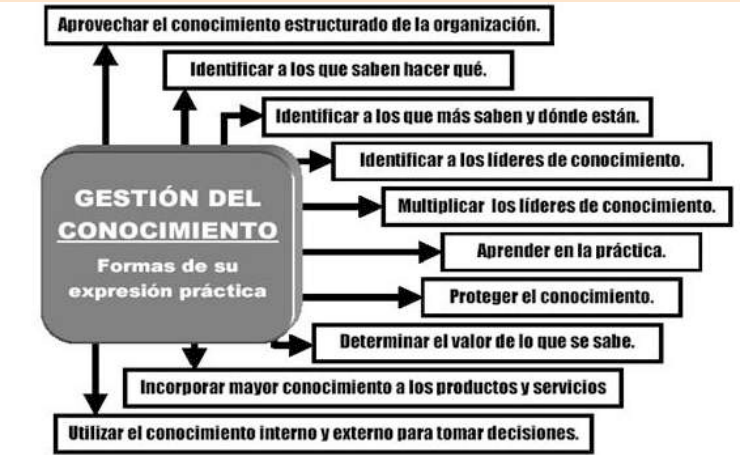 Aprovechar el conocimiento estructurado de la organización.
Identificar a los que saben hacer qué.
Identificar a los que más saben y dónde están.
Identificar a los líderes de conocimiento.
Multiplicar los líderes de conocimiento.
Aprender en la práctica.
Proteger el conocimiento.
Determinar el valor de lo que se sabe.
Incorporar mayor conocimiento a los productos y servicios
Utilizar el conocimiento interno y externo para tomar decisiones.
GESTIÓN DEL
CONOCIMIENTO
Formas de su
expresión práctica